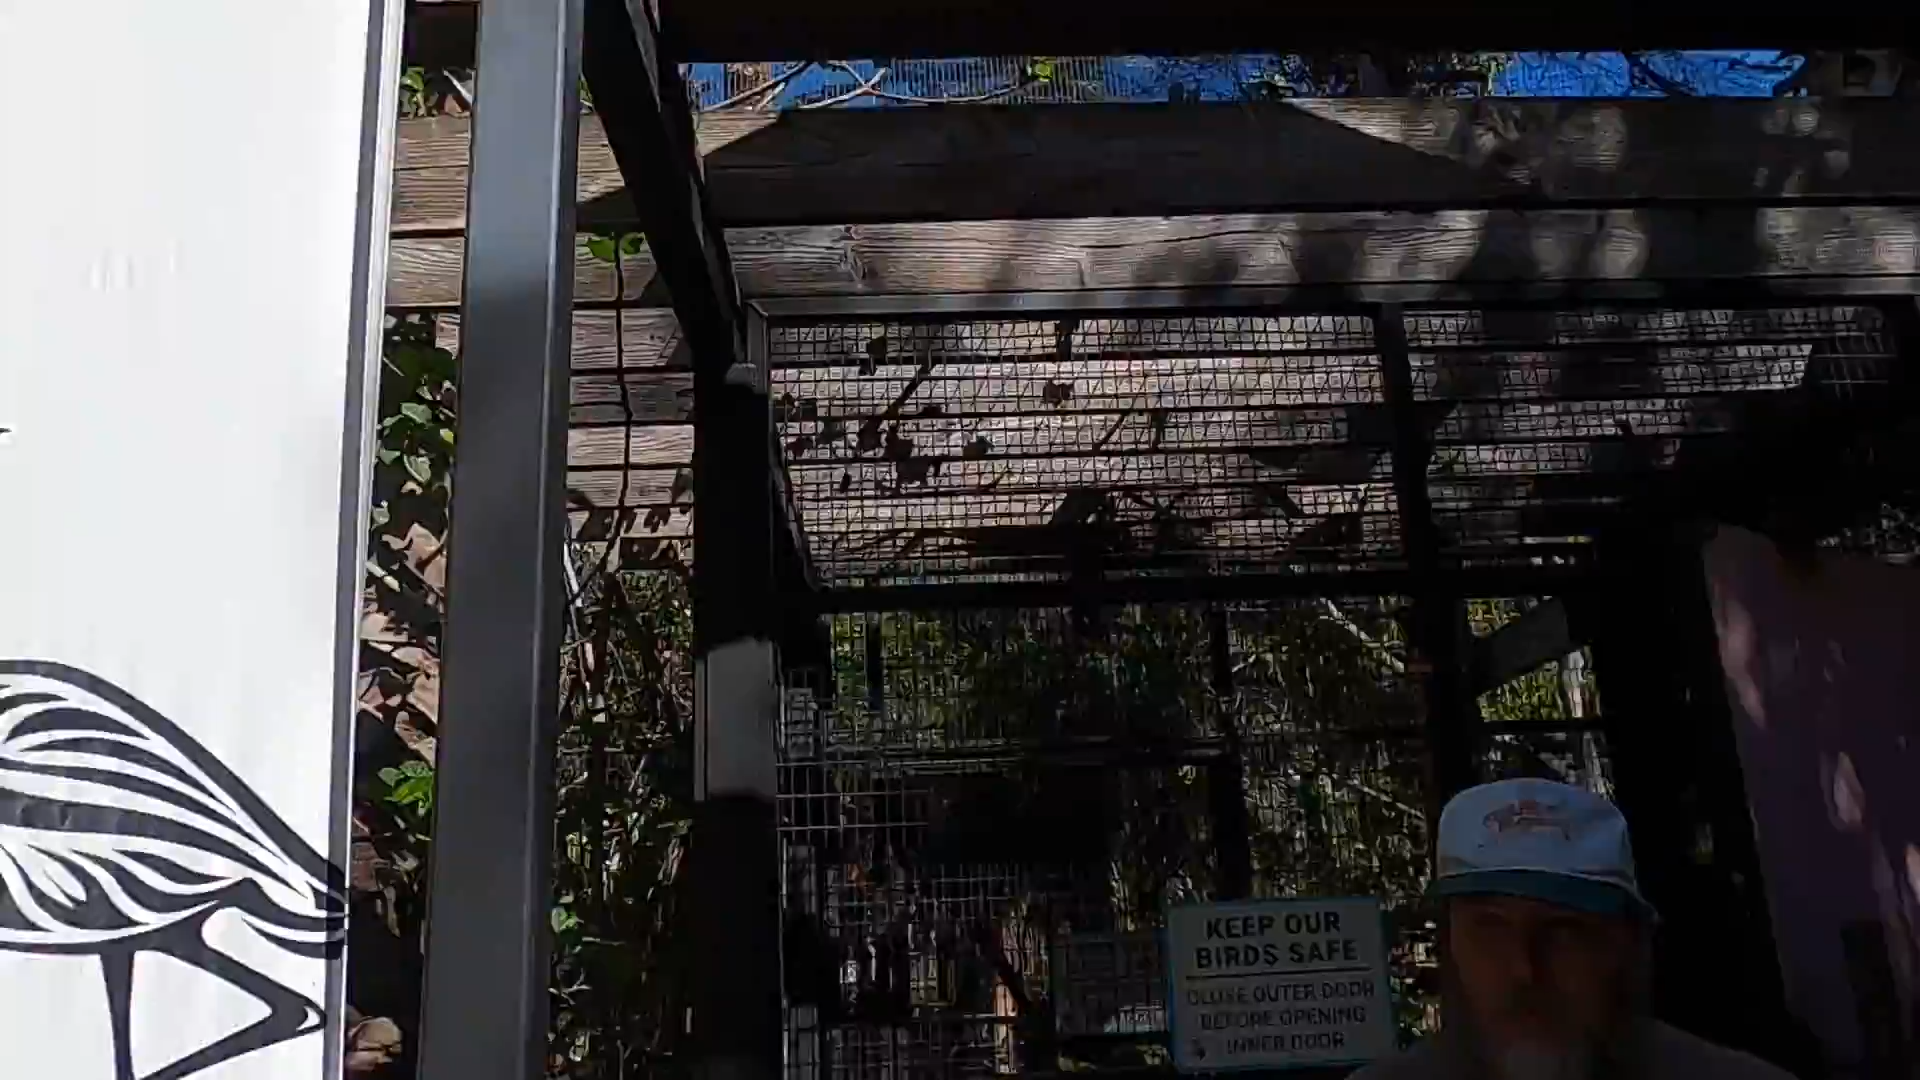 KEEP OUR
BIRDS SAFE
CLOSE OUTER DOOR
BEFORE OPENING
INNER DOOR